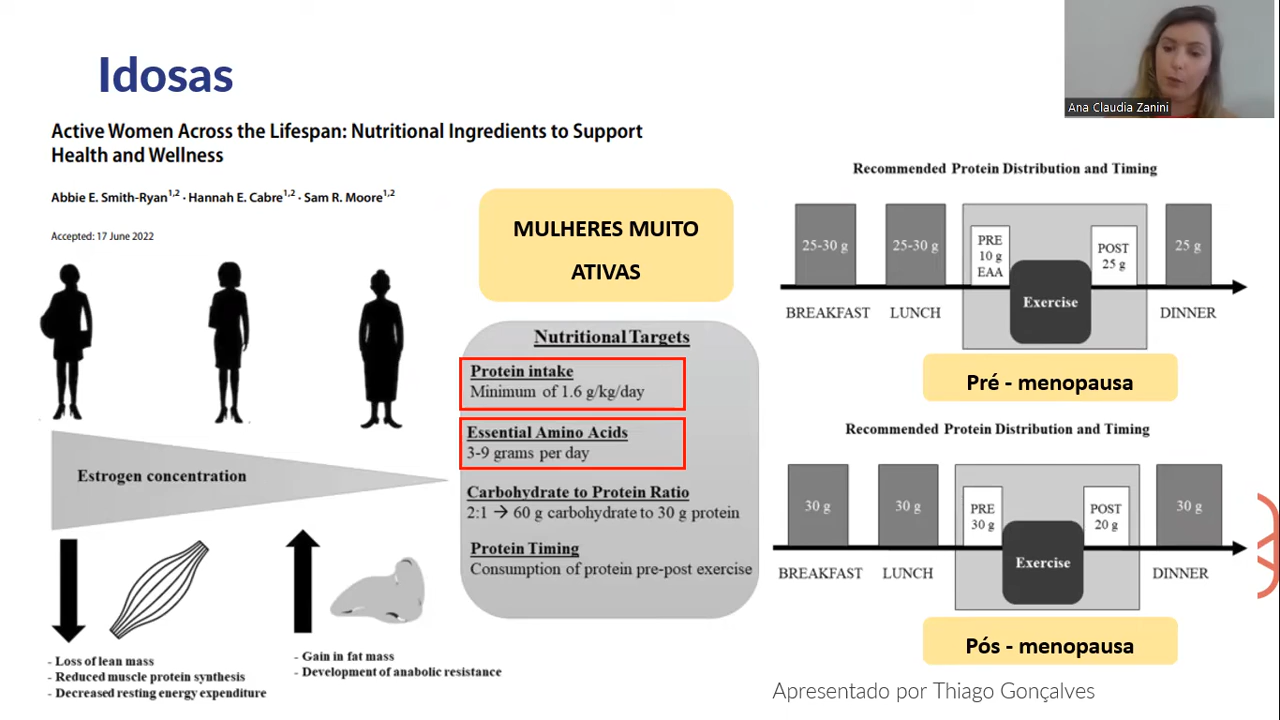 Idosas
Ana Claudia Zanini
Active Women Across the Lifespan: Nutritional Ingredients to Support
Health and Wellness
Abbie E. Smith-Ryan1,2 · Hannah E. Cabre1,2 · Sam R. Moore1,2
Accepted: 17 June 2022
Estrogen concentration
- Loss of lean mass
- Reduced muscle protein synthesis
- Decreased resting energy expenditure
- Gain in fat mass
- Development of anabolic resistance
MULHERES MUITO
ATIVAS
Nutritional Targets
Protein intake
Minimum of 1.6 g/kg/day
Essential Amino Acids
3-9 grams per day
Carbohydrate to Protein Ratio
2:1 → 60 g carbohydrate to 30 g protein
Protein Timing
Consumption of protein pre-post exercise
Recommended Protein Distribution and Timing
25-30 g
25-30 g
PRE
10 g
EAA
POST
25 g
25 g
Exercise
BREAKFAST
LUNCH
DINNER
Pré - menopausa
Recommended Protein Distribution and Timing
30 g
30 g
PRE
30 g
POST
20 g
30 g
Exercise
BREAKFAST
LUNCH
DINNER
Pós - menopausa
Apresentado por Thiago Gonçalves